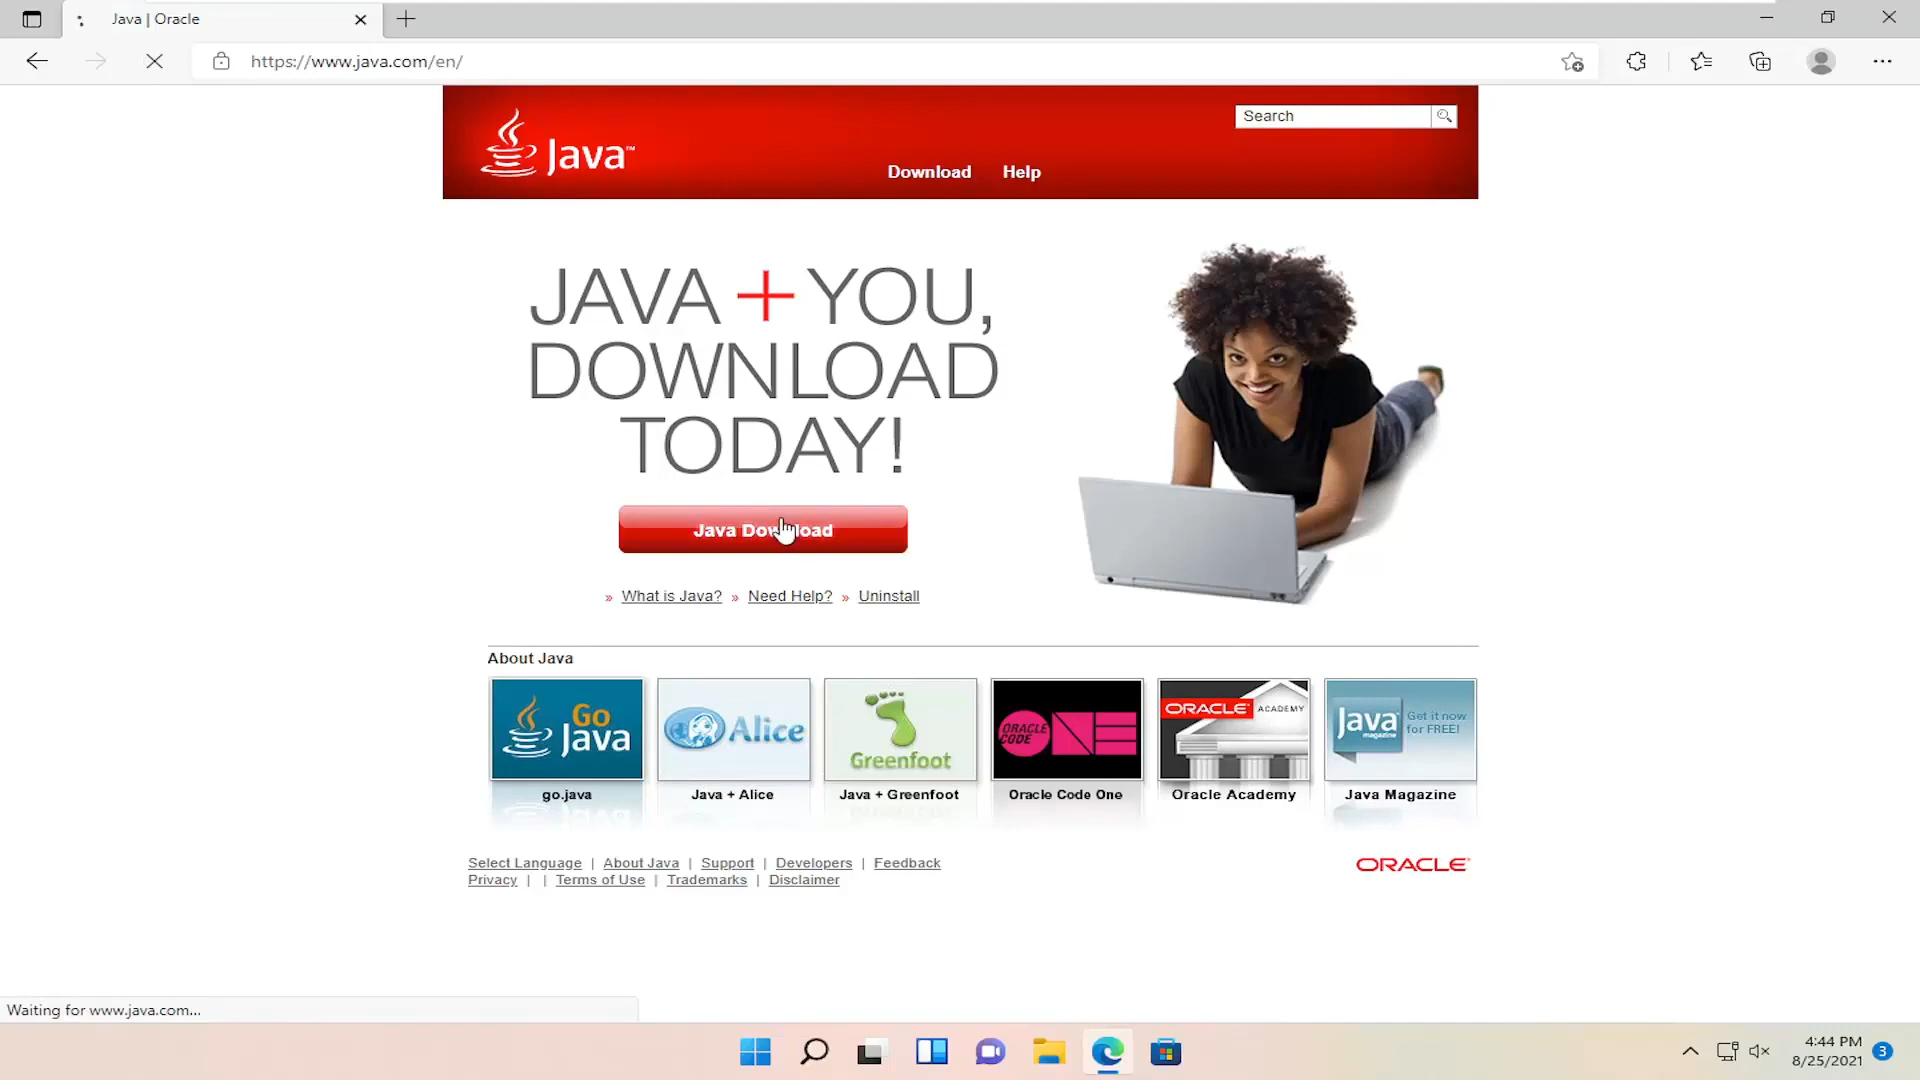 Java | Oracle
https://www.java.com/en/
Search
Java™
Download Help
JAVA + YOU,
DOWNLOAD
TODAY!
Java Download
» What is Java? » Need Help? » Uninstall
About Java
Go Java
Alice
Greenfoot
ORACLE CODE ONE
ORACLE ACADEMY
Java magazine Get it now for FREE!
go.java
Java + Alice
Java + Greenfoot
Oracle Code One
Oracle Academy
Java Magazine
Select Language | About Java | Support | Developers | Feedback
Privacy | | Terms of Use | Trademarks | Disclaimer
ORACLE
Waiting for www.java.com...
4:44 PM
8/25/2021
3